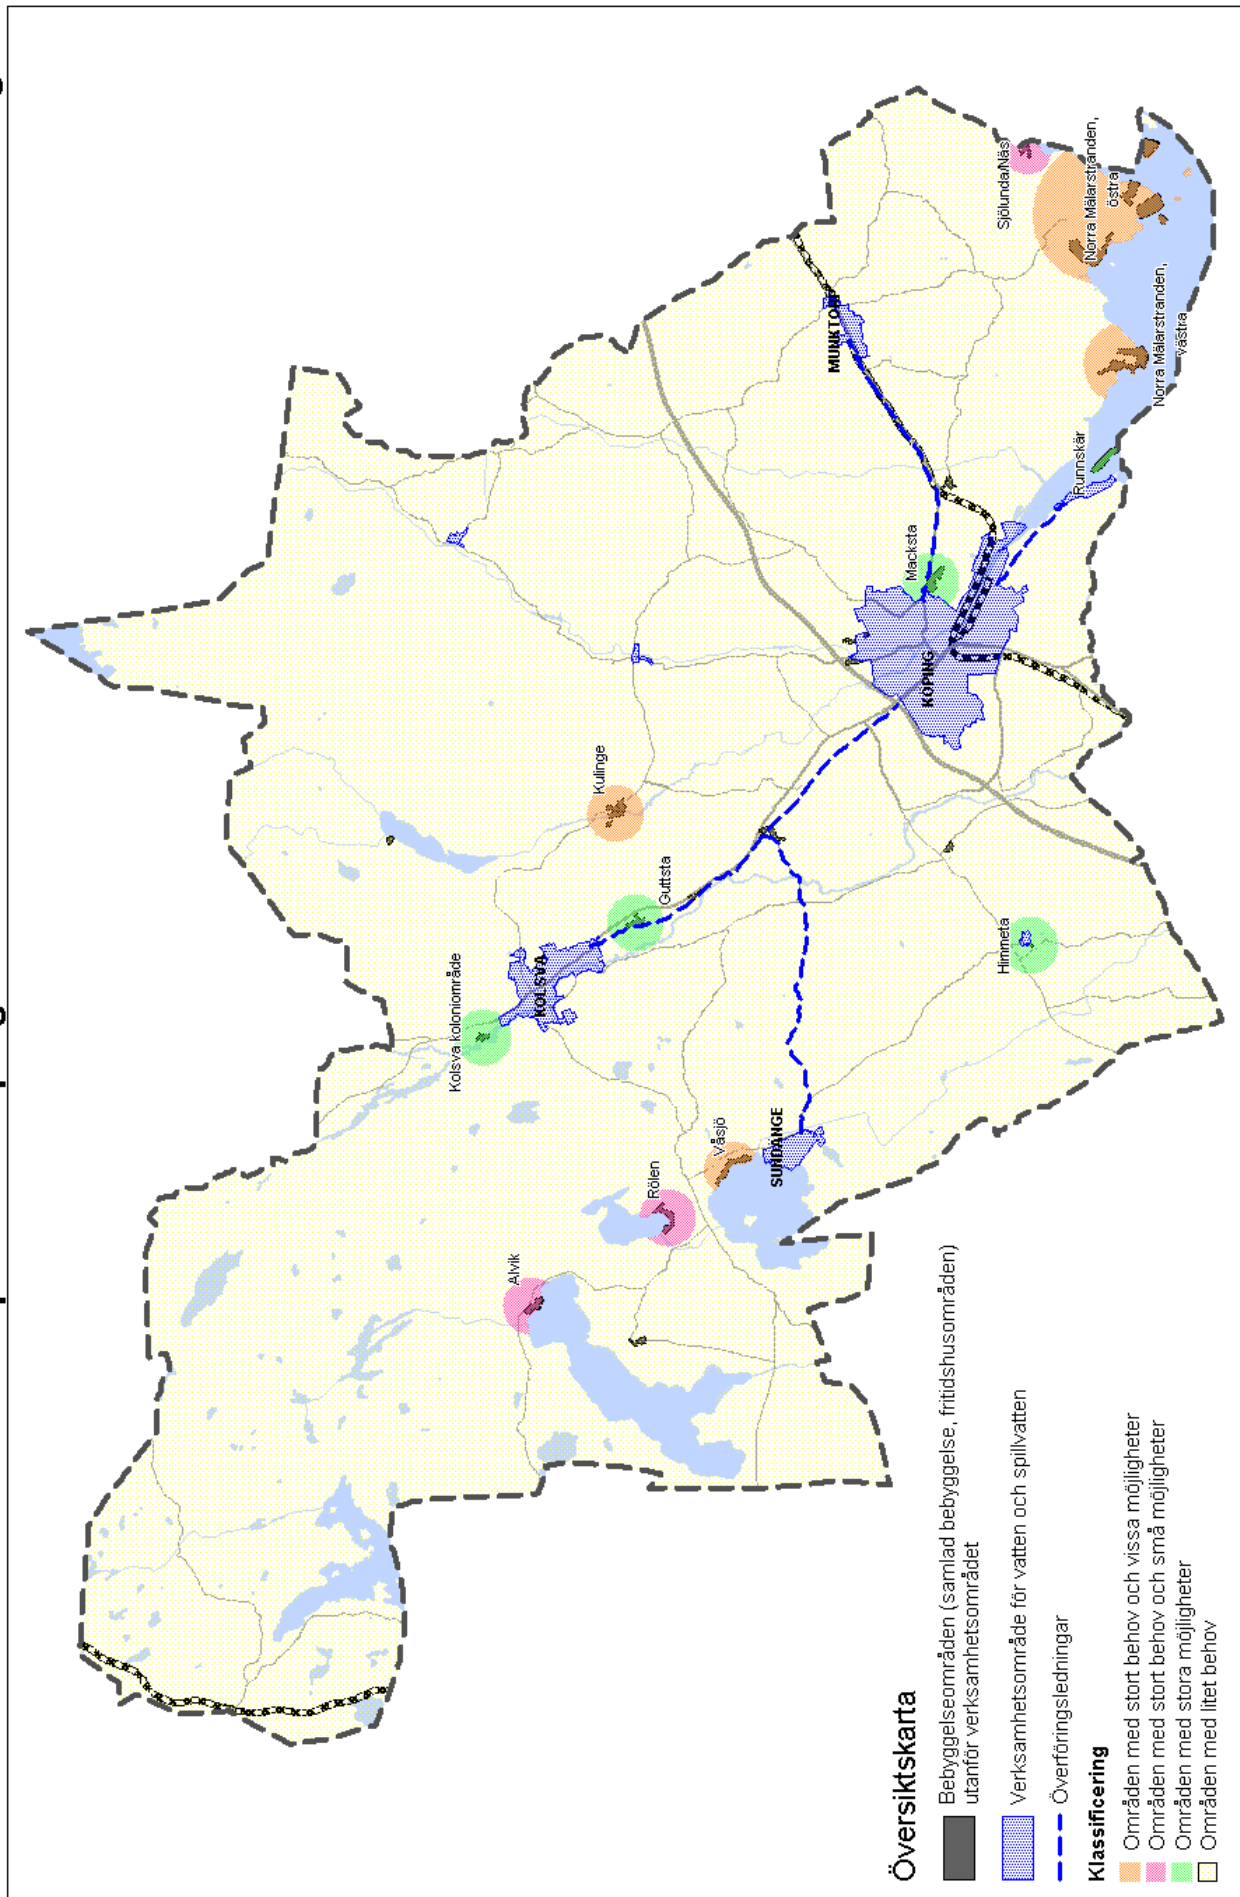 Alvik
Rölen
Våsjö
SUNDÄNGE
Kolsva koloniområde
KOLSVA
Guttsta
Kulinge
Himmeta
KÖPING
Macksta
MUNKTORP
Runnskär
Norra Mälarstranden,
västra
Norra Mälarstranden,
östra
Sjölunda/Näs
Översiktskarta
Bebyggelseområden (samlad bebyggelse, fritidshusområden)
utanför verksamhetsområdet
Verksamhetsområde för vatten och spillvatten
Överföringsledningar
Klassificering
Områden med stort behov och vissa möjligheter
Områden med stort behov och små möjligheter
Områden med stora möjligheter
Områden med litet behov